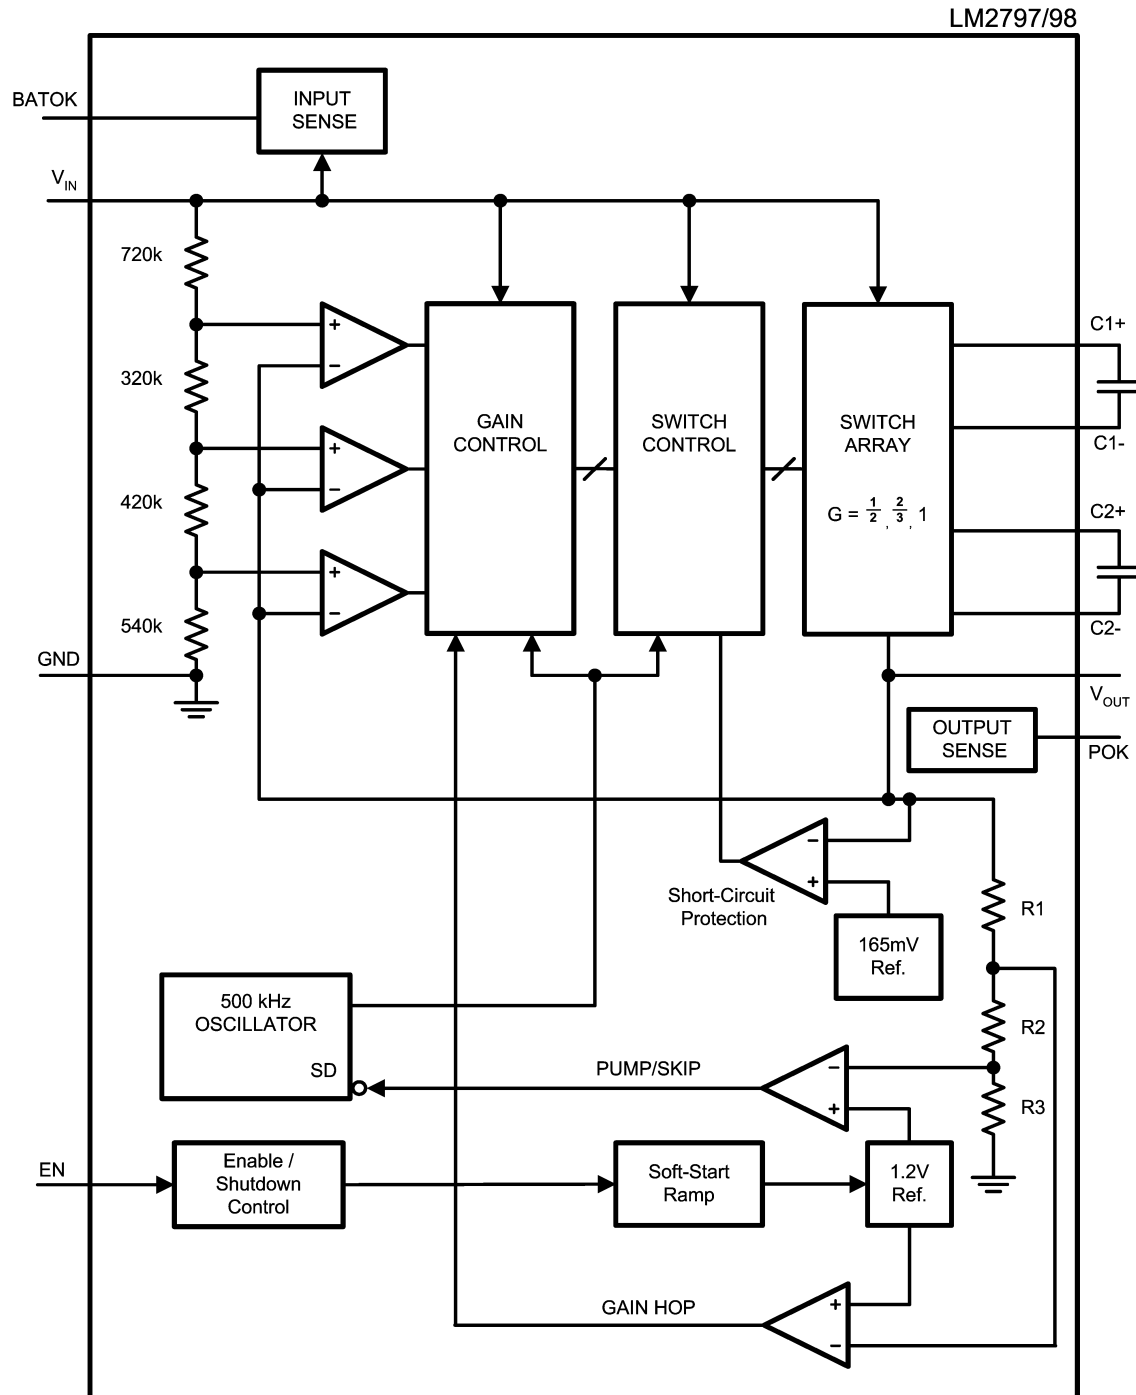 LM2797/98
BATOK
INPUT
SENSE
VIN
720k
320k
420k
540k
GND
+
−
+
−
+
−
GAIN
CONTROL
SWITCH
CONTROL
SWITCH
ARRAY
G = 1/2, 2/3, 1
C1+
C1-
C2+
C2-
VOUT
OUTPUT
SENSE
POK
−
+
Short-Circuit
Protection
165mV
Ref.
R1
R2
R3
500 kHz
OSCILLATOR
SD
PUMP/SKIP
−
+
EN
Enable /
Shutdown
Control
Soft-Start
Ramp
1.2V
Ref.
GAIN HOP
+
−